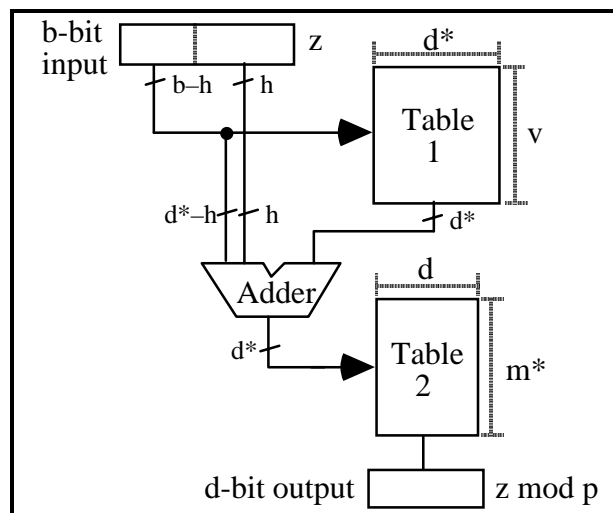 b-bit input
z
d*
b–h
h
Table 1
v
d*–h
h
d*
Adder
d
d*
Table 2
m*
d-bit output
z mod p